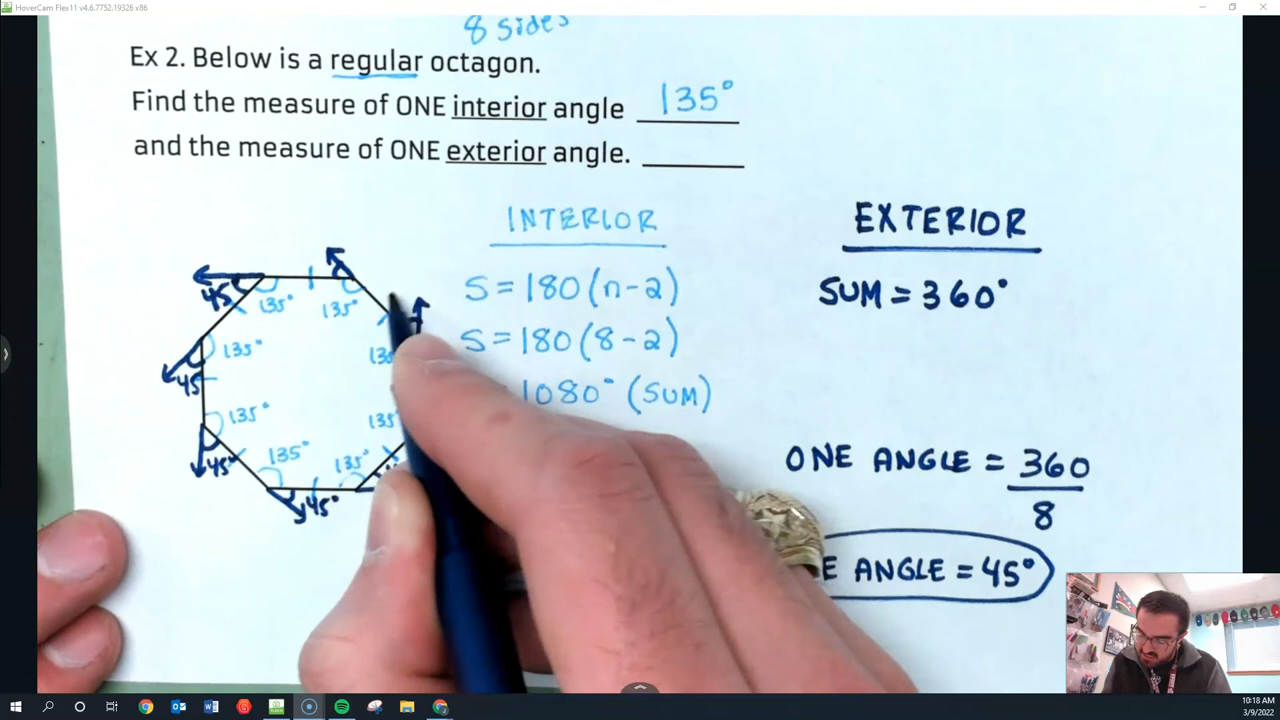 HoverCam Flex11 v4.6.7752.19326 x86
8 sides
Ex 2. Below is a regular octagon.
Find the measure of ONE interior angle 135°
and the measure of ONE exterior angle.
INTERIOR
EXTERIOR
S = 180(n-2)
SUM = 360°
S = 180(8-2)
1080° (SUM)
ONE ANGLE = 360
8
E ANGLE = 45°
45 135° 135°
135°
45
135° 135
45°
135° 135°
45°
10:18 AM
3/9/2022